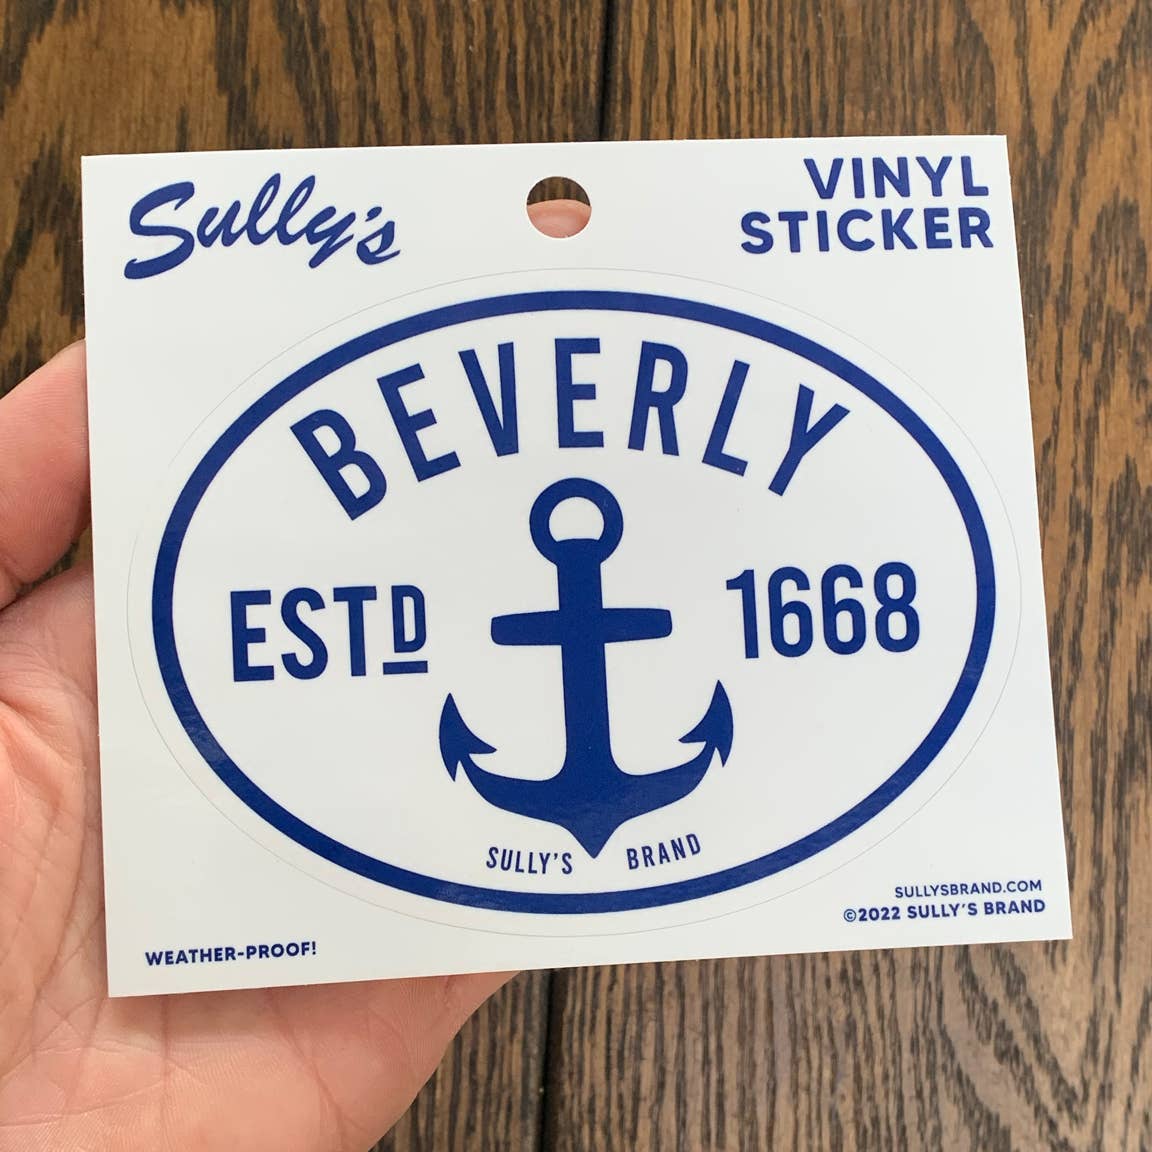 Sully's
VINYL
STICKER
BEVERLY
ESTD 1668
SULLY'S BRAND
SULLYSBRAND.COM
©2022 SULLY'S BRAND
WEATHER-PROOF!